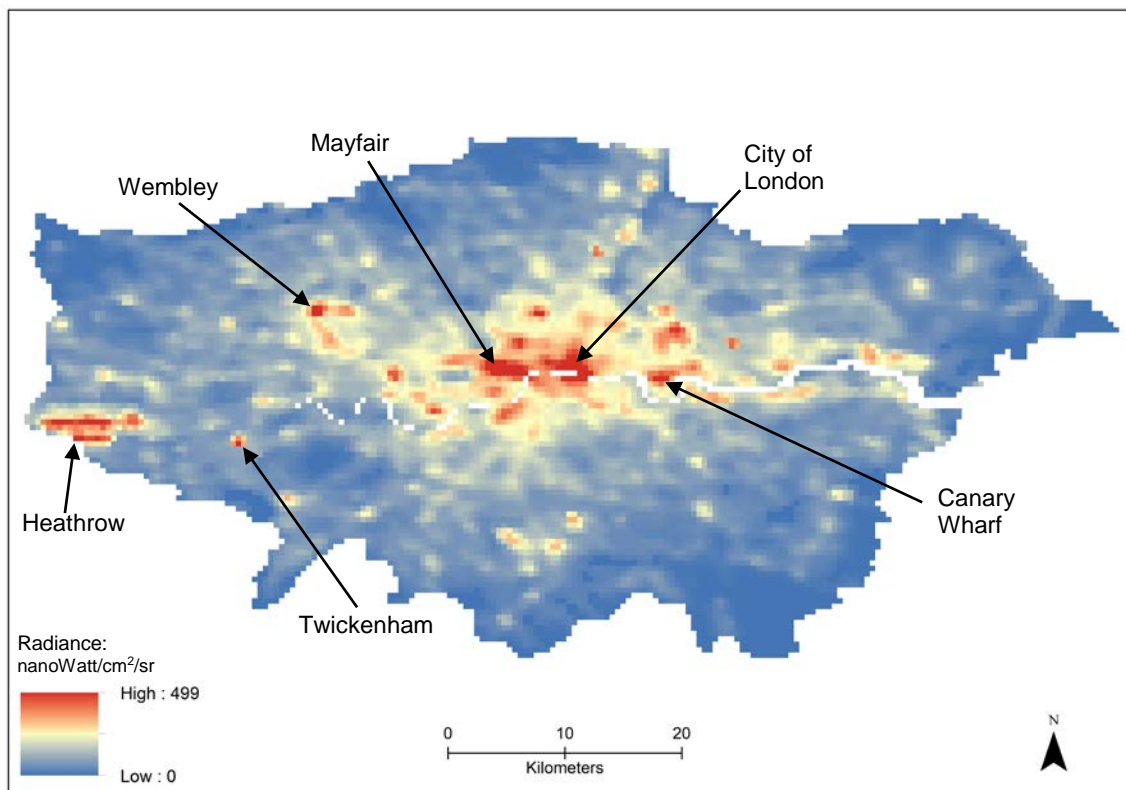 Mayfair
City of
London
Wembley
Heathrow
Twickenham
Canary
Wharf
Radiance:
nanoWatt/cm²/sr
High : 499
Low : 0
0 10 20
Kilometers
N